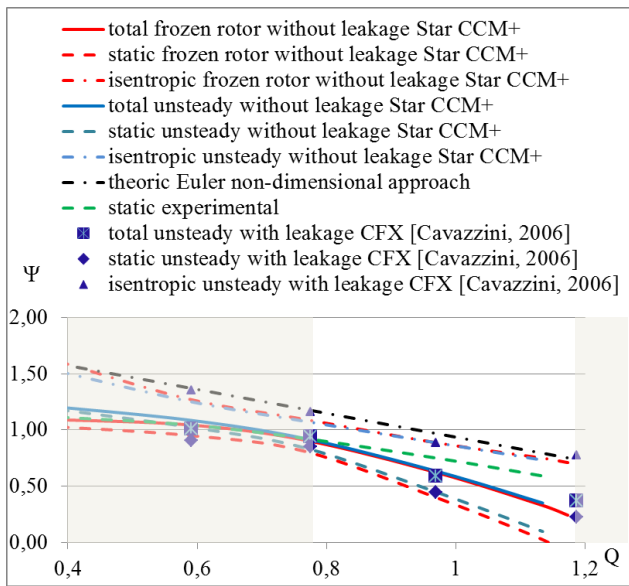 total frozen rotor without leakage Star CCM+
static frozen rotor without leakage Star CCM+
isentropic frozen rotor without leakage Star CCM+
total unsteady without leakage Star CCM+
static unsteady without leakage Star CCM+
isentropic unsteady without leakage Star CCM+
theoric Euler non-dimensional approach
static experimental
total unsteady with leakage CFX [Cavazzini, 2006]
static unsteady with leakage CFX [Cavazzini, 2006]
isentropic unsteady with leakage CFX [Cavazzini, 2006]
Ψ
2,00
1,50
1,00
0,50
0,00
0,4 0,6 0,8 1 Q 1,2